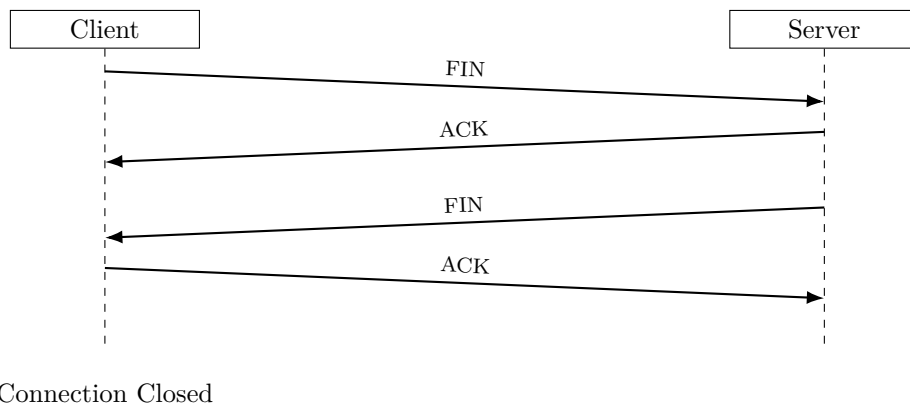 Client
Server
FIN
ACK
FIN
ACK
Connection Closed